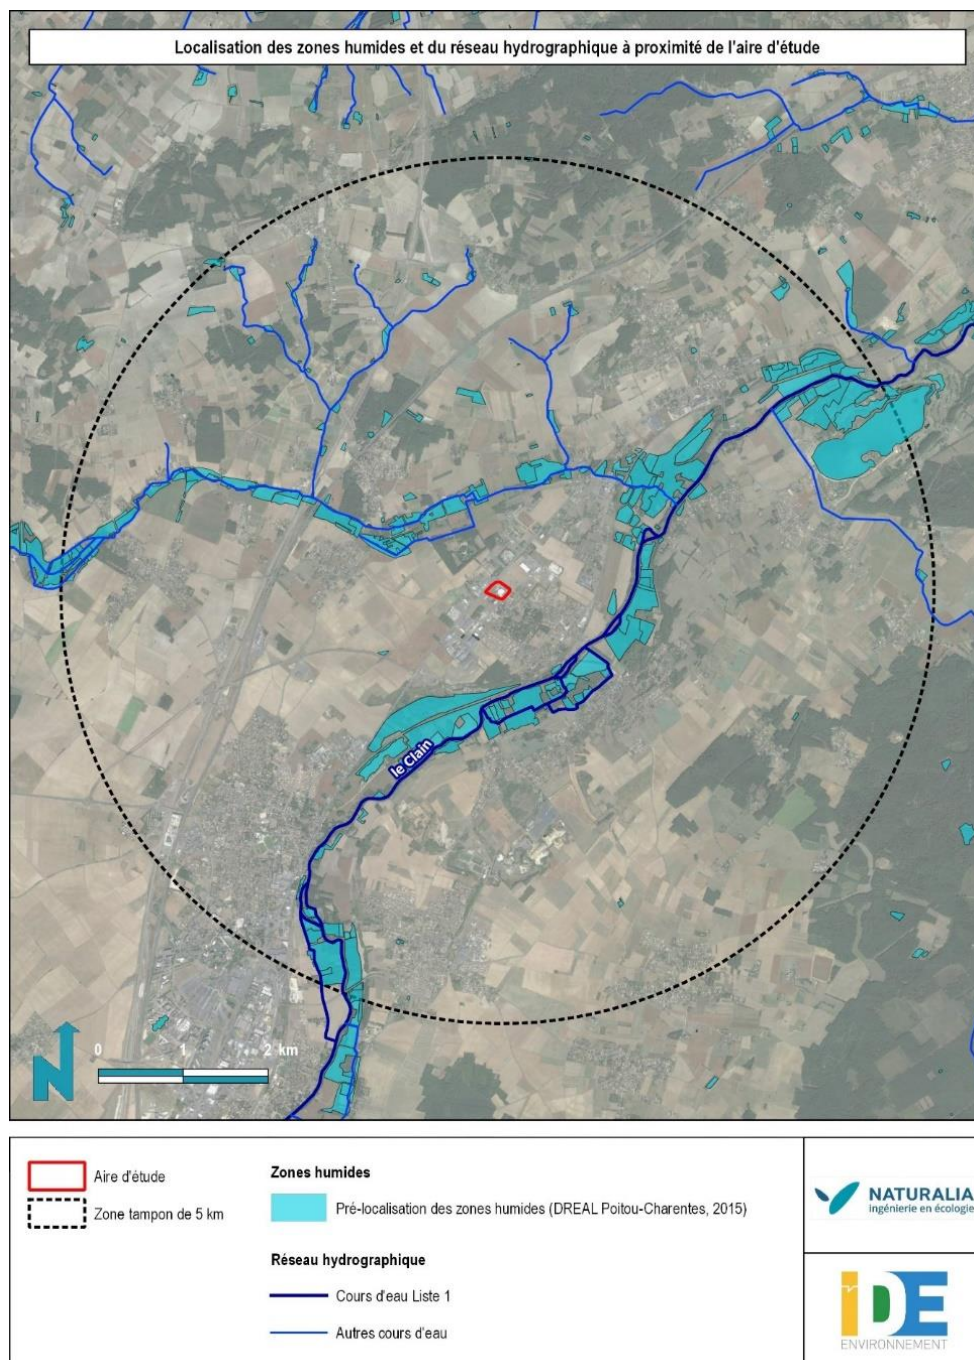 Localisation des zones humides et du réseau hydrographique à proximité de l'aire d'étude
le Clain
N
0 1 2 km
Aire d'étude
Zone tampon de 5 km
Zones humides
Pré-localisation des zones humides (DREAL Poitou-Charentes, 2015)
Réseau hydrographique
Cours d'eau Liste 1
Autres cours d'eau
NATURALIA
ingénierie en écologie
iDE
ENVIRONNEMENT